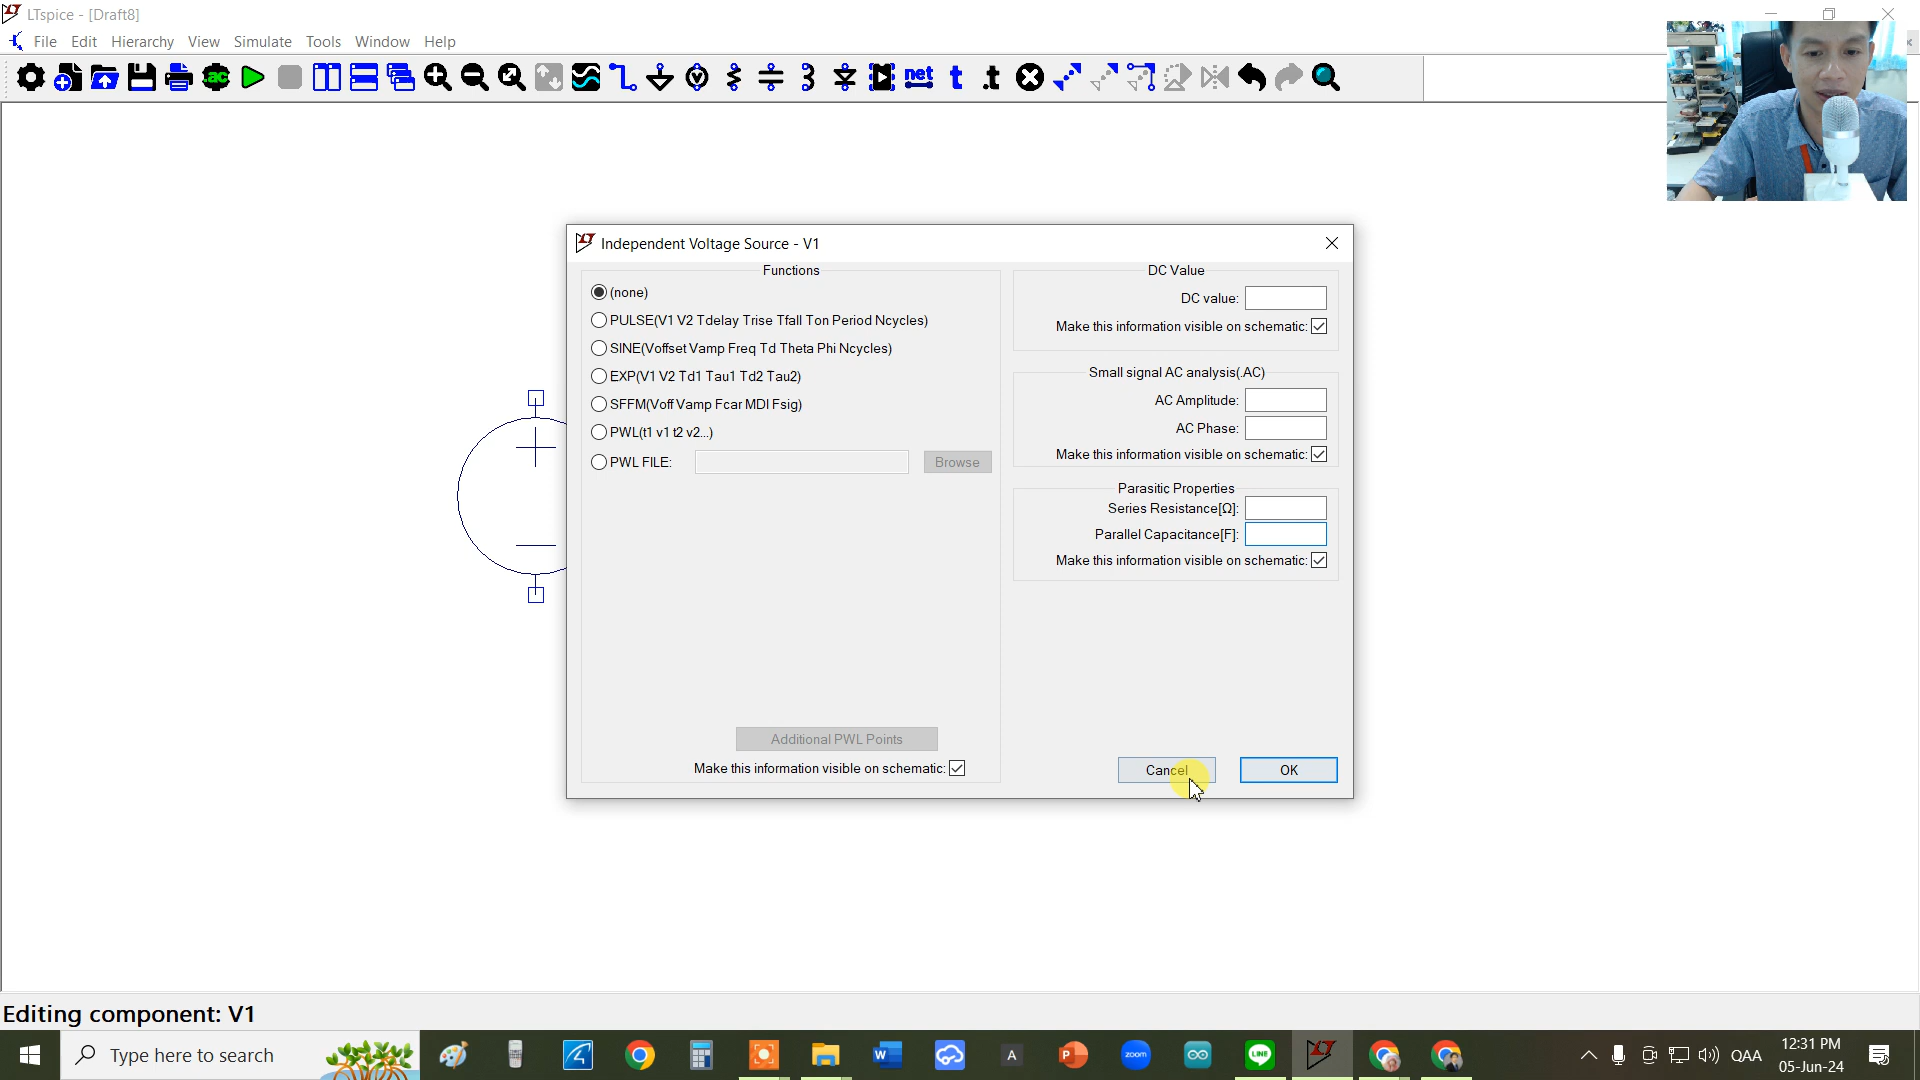 LTspice - [Draft8]
File Edit Hierarchy View Simulate Tools Window Help
.ac
net
t
.t
Independent Voltage Source - V1
Functions
(none)
PULSE(V1 V2 Tdelay Trise Tfall Ton Period Ncycles)
SINE(Voffset Vamp Freq Td Theta Phi Ncycles)
EXP(V1 V2 Td1 Tau1 Td2 Tau2)
SFFM(Voff Vamp Fcar MDI Fsig)
PWL(t1 v1 t2 v2...)
PWL FILE:
Browse
Additional PWL Points
Make this information visible on schematic:
DC Value
DC value:
Make this information visible on schematic:
Small signal AC analysis(.AC)
AC Amplitude:
AC Phase:
Make this information visible on schematic:
Parasitic Properties
Series Resistance[Ω]:
Parallel Capacitance[F]:
Make this information visible on schematic:
Cancel
OK
Editing component: V1
Type here to search
W
A
P
zoom
LINE
QAA
12:31 PM
05-Jun-24